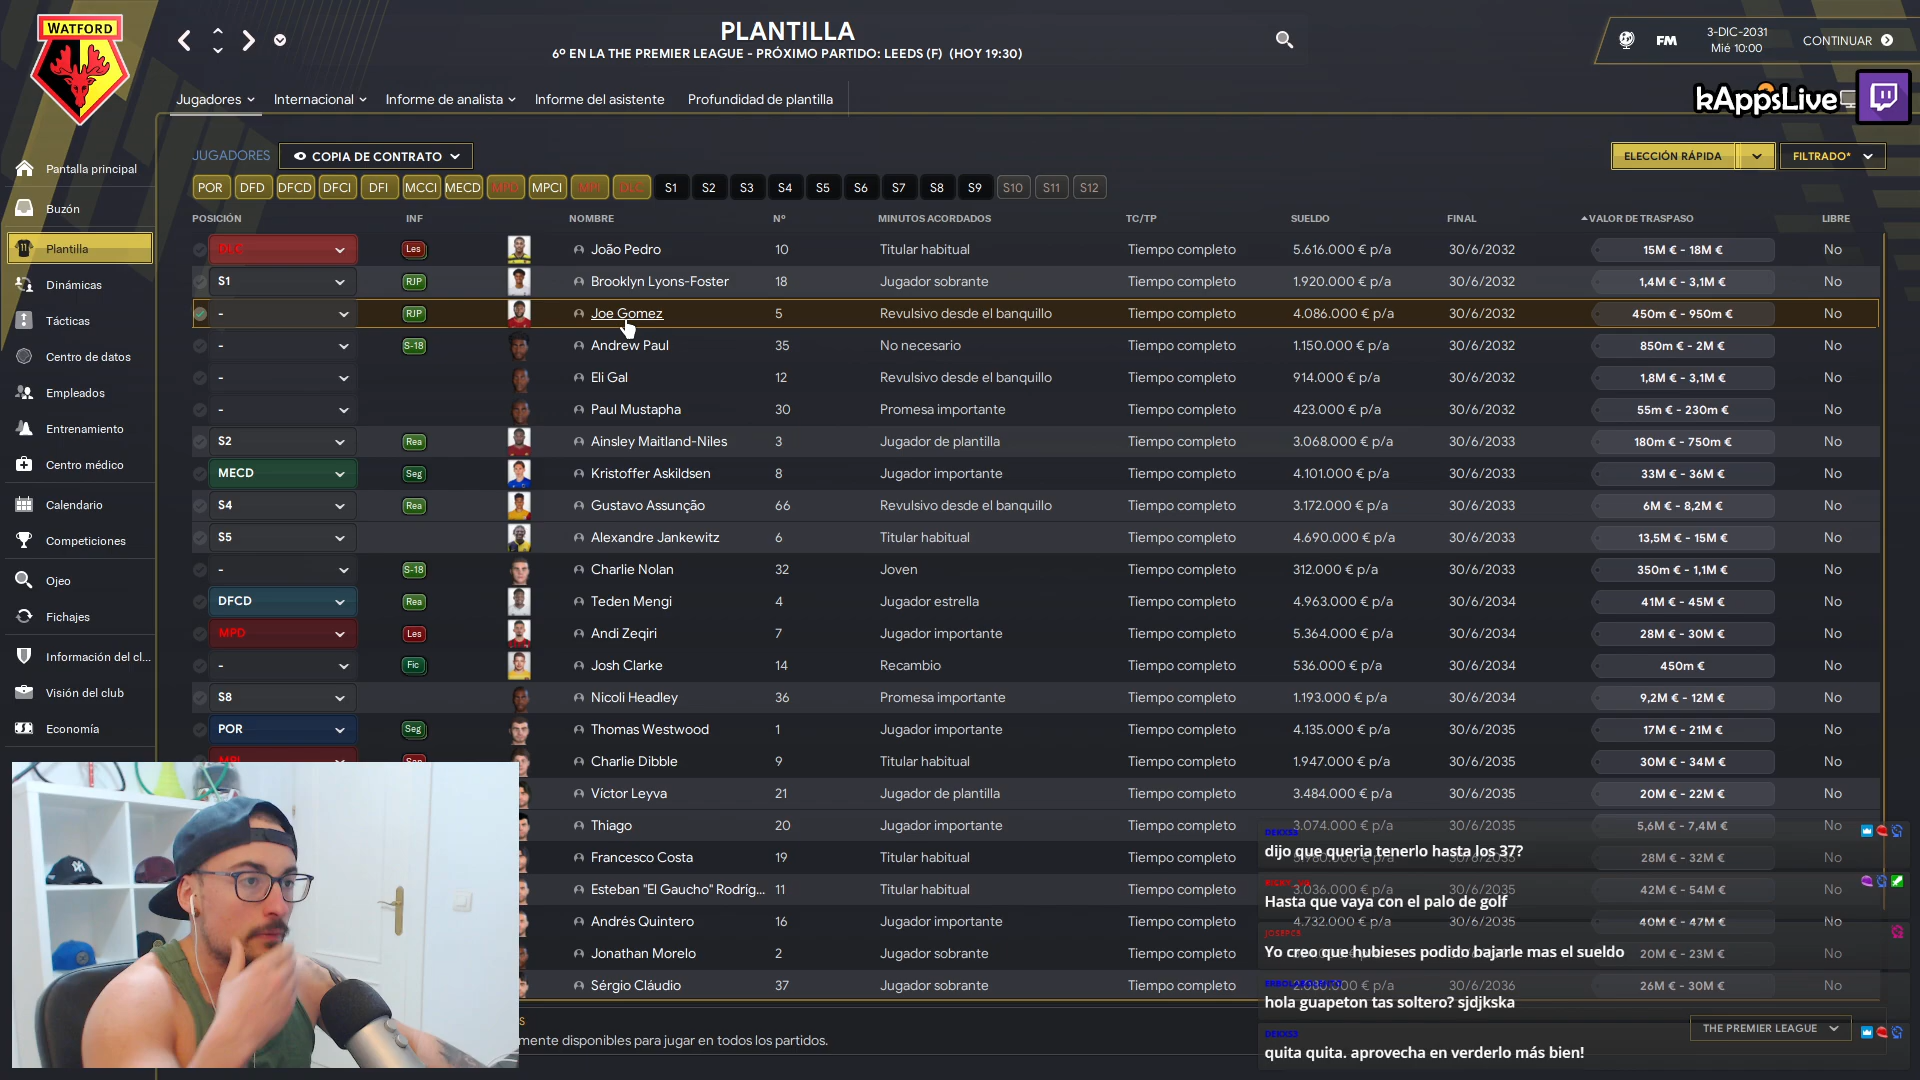 WATFORD
PLANTILLA
6º EN LA THE PREMIER LEAGUE - PRÓXIMO PARTIDO: LEEDS (F) (HOY 19:30)
FM
3-DIC-2031
Mié 10:00
CONTINUAR
kAppsLive
Jugadores
Internacional
Informe de analista
Informe del asistente
Profundidad de plantilla
Pantalla principal
Buzón
Plantilla
Dinámicas
Tácticas
Centro de datos
Empleados
Entrenamiento
Centro médico
Calendario
Competiciones
Ojeo
Fichajes
Información del cl...
Visión del club
Economía
JUGADORES COPIA DE CONTRATO
ELECCIÓN RÁPIDA
FILTRADO*
POR DFD DFCD DFCI DFI MCCI MECD MPD MPCI MPI DLC S1 S2 S3 S4 S5 S6 S7 S8 S9 S10 S11 S12
POSICIÓN INF NOMBRE Nº MINUTOS ACORDADOS TC/TP SUELDO FINAL VALOR DE TRASPASO LIBRE
DLC Les João Pedro 10 Titular habitual Tiempo completo 5.616.000 € p/a 30/6/2032 15M € - 18M € No
S1 RJP Brooklyn Lyons-Foster 18 Jugador sobrante Tiempo completo 1.920.000 € p/a 30/6/2032 1,4M € - 3,1M € No
- RJP Joe Gomez 5 Revulsivo desde el banquillo Tiempo completo 4.086.000 € p/a 30/6/2032 450m € - 950m € No
- S-18 Andrew Paul 35 No necesario Tiempo completo 1.150.000 € p/a 30/6/2032 850m € - 2M € No
- Eli Gal 12 Revulsivo desde el banquillo Tiempo completo 914.000 € p/a 30/6/2032 1,8M € - 3,1M € No
- Paul Mustapha 30 Promesa importante Tiempo completo 423.000 € p/a 30/6/2032 55m € - 230m € No
S2 Rea Ainsley Maitland-Niles 3 Jugador de plantilla Tiempo completo 3.068.000 € p/a 30/6/2033 180m € - 750m € No
MECD Seg Kristoffer Askildsen 8 Jugador importante Tiempo completo 4.101.000 € p/a 30/6/2033 33M € - 36M € No
S4 Rea Gustavo Assunção 66 Revulsivo desde el banquillo Tiempo completo 3.172.000 € p/a 30/6/2033 6M € - 8,2M € No
S5 Alexandre Jankewitz 6 Titular habitual Tiempo completo 4.690.000 € p/a 30/6/2033 13,5M € - 15M € No
- S-18 Charlie Nolan 32 Joven Tiempo completo 312.000 € p/a 30/6/2033 350m € - 1,1M € No
DFCD Rea Teden Mengi 4 Jugador estrella Tiempo completo 4.963.000 € p/a 30/6/2034 41M € - 45M € No
MPD Les Andi Zeqiri 7 Jugador importante Tiempo completo 5.364.000 € p/a 30/6/2034 28M € - 30M € No
- Fic Josh Clarke 14 Recambio Tiempo completo 536.000 € p/a 30/6/2034 450m € No
S8 Nicoli Headley 36 Promesa importante Tiempo completo 1.193.000 € p/a 30/6/2034 9,2M € - 12M € No
POR Seg Thomas Westwood 1 Jugador importante Tiempo completo 4.135.000 € p/a 30/6/2034 17M € - 21M € No
Charlie Dibble 9 Titular habitual Tiempo completo 1.947.000 € p/a 30/6/2035 30M € - 34M € No
Víctor Leyva 21 Jugador de plantilla Tiempo completo 3.484.000 € p/a 30/6/2035 20M € - 22M € No
Thiago 20 Jugador importante Tiempo completo 3.074.000 € p/a 30/6/2035 5,6M € - 7,4M € No
Francesco Costa 19 Titular habitual Tiempo completo 30/6/2035 28M € - 32M € No
Esteban "El Gaucho" Rodríg... 11 Titular habitual Tiempo completo 3.036.000 € p/a 30/6/2035 42M € - 54M € No
Andrés Quintero 16 Jugador importante Tiempo completo 4.732.000 € p/a 30/6/2035 40M € - 47M € No
Jonathan Morelo 2 Jugador sobrante Tiempo completo 20M € - 23M € No
Sérgio Cláudio 37 Jugador sobrante Tiempo completo 30/6/2036 26M € - 30M € No
mente disponibles para jugar en todos los partidos.
THE PREMIER LEAGUE
dijo que queria tenerlo hasta los 37?
Hasta que vaya con el palo de golf
JOSEPCS
Yo creo que hubieses podido bajarle mas el sueldo
hola guapeton tas soltero? sjdjkska
quita quita. aprovecha en verderlo más bien!